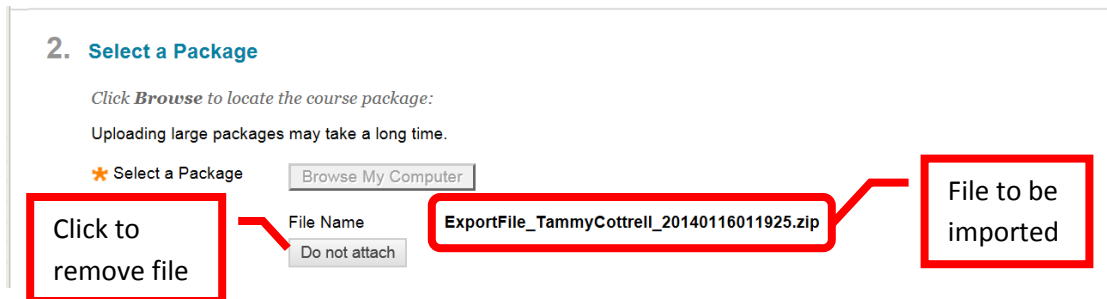 2. Select a Package
Click Browse to locate the course package:
Uploading large packages may take a long time.
Select a Package Browse My Computer
File Name ExportFile_TammyCottrell_20140116011925.zip
Do not attach
Click to
remove file
File to be
imported